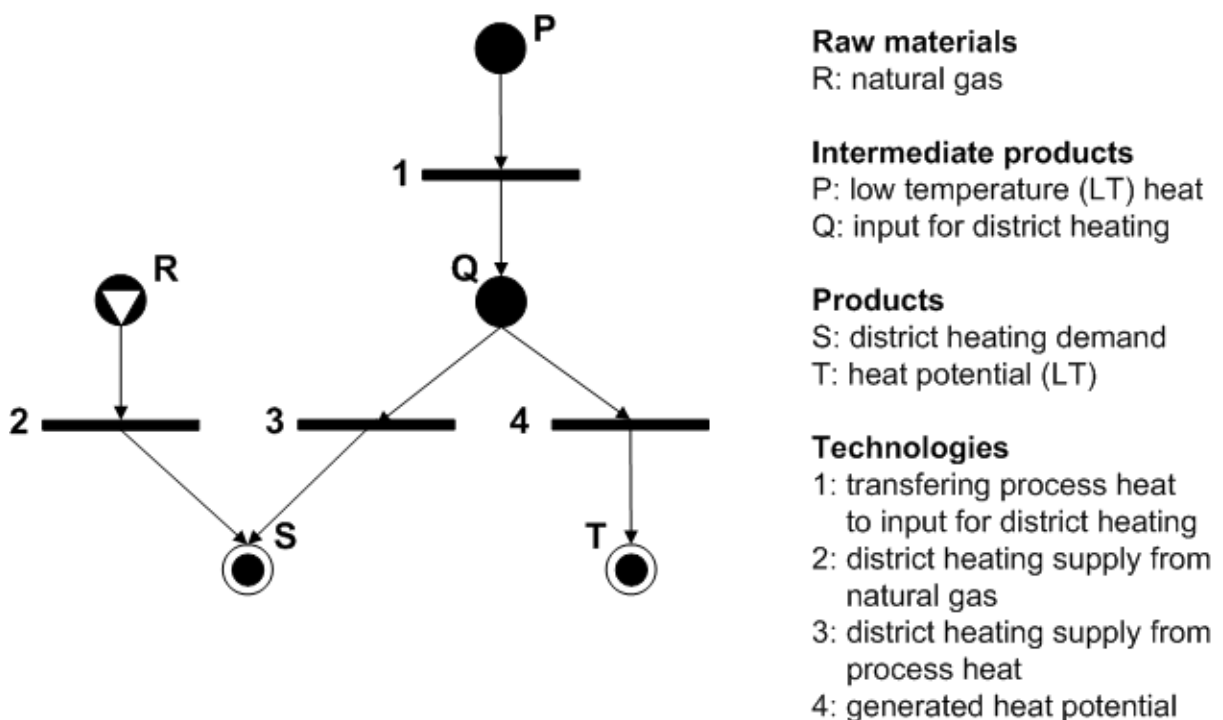 P
1
Q
R
2
3
4
S
T
Raw materials
R: natural gas
Intermediate products
P: low temperature (LT) heat
Q: input for district heating
Products
S: district heating demand
T: heat potential (LT)
Technologies
1: transfering process heat
to input for district heating
2: district heating supply from
natural gas
3: district heating supply from
process heat
4: generated heat potential